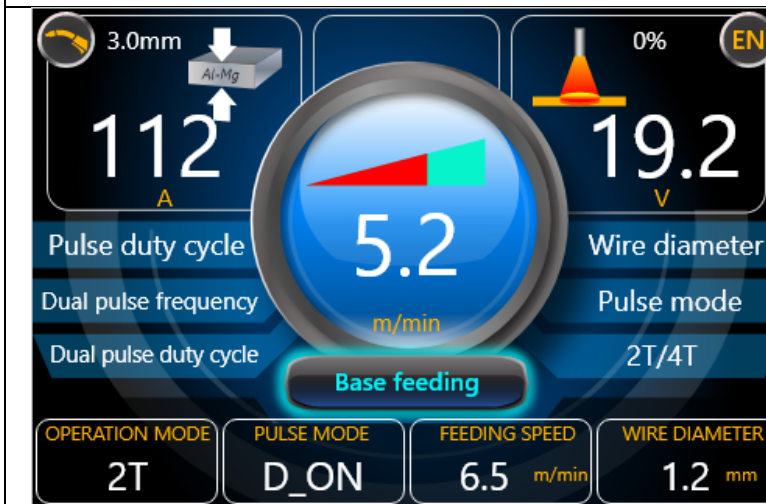 3.0mm
Al-Mg
0%
EN
112
A
19.2
V
5.2
m/min
Pulse duty cycle
Dual pulse frequency
Dual pulse duty cycle
Wire diameter
Pulse mode
2T/4T
Base feeding
OPERATION MODE
2T
PULSE MODE
D_ON
FEEDING SPEED
6.5 m/min
WIRE DIAMETER
1.2 mm